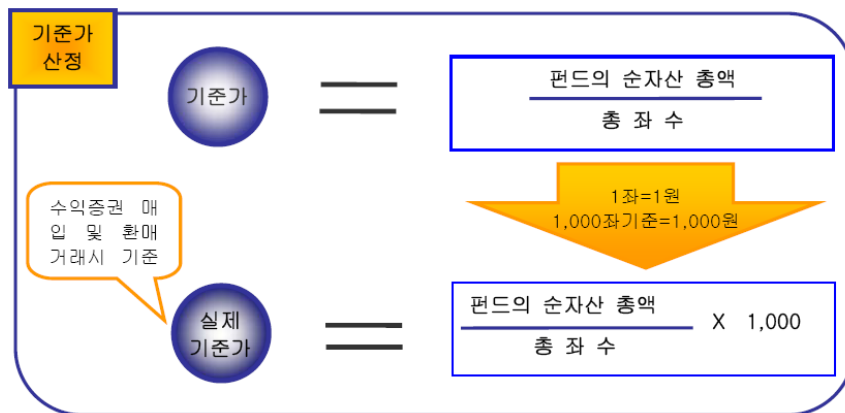 기준가
산정
기준가
펀드의 순자산 총액
총 좌 수
1좌=1원
1,000좌기준=1,000원
수익증권 매
입 및 환매
거래시 기준
실제
기준가
펀드의 순자산 총액
총 좌 수
X 1,000